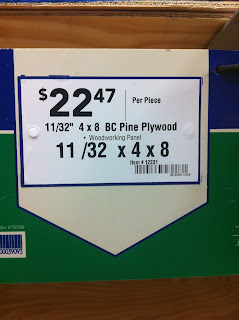 $22.47
Per Piece
11/32" 4 x 8 BC Pine Plywood
• Woodworking Panel
11 /32 x 4 x 8
Item # 12231